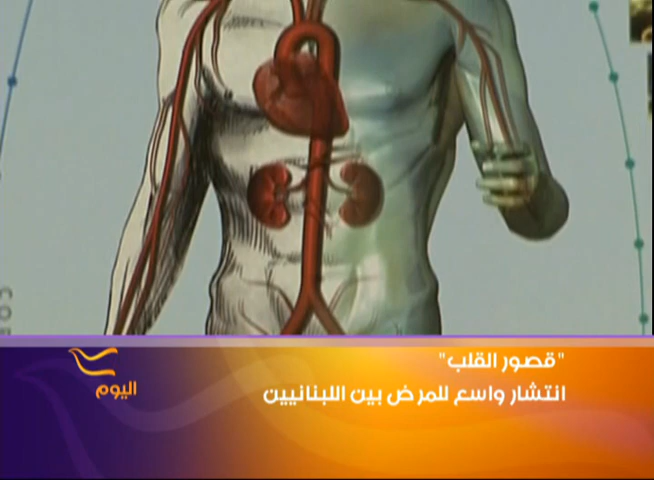 "قصور القلب"
انتشار واسع للمرض بين اللبنانيين
اليوم